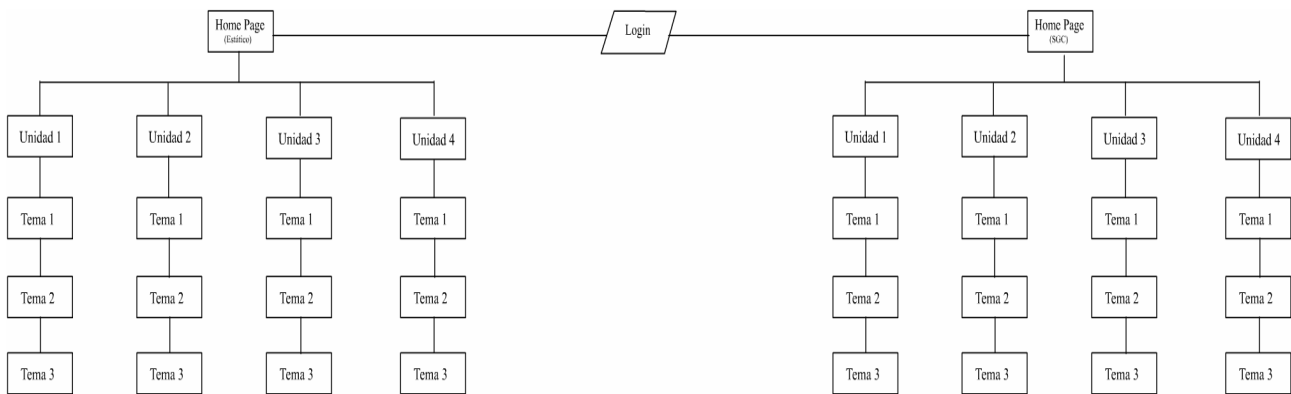 Home Page
(Estático)
Login
Home Page
(SGC)
Unidad 1
Unidad 2
Unidad 3
Unidad 4
Unidad 1
Unidad 2
Unidad 3
Unidad 4
Tema 1
Tema 1
Tema 1
Tema 1
Tema 1
Tema 1
Tema 1
Tema 1
Tema 2
Tema 2
Tema 2
Tema 2
Tema 2
Tema 2
Tema 2
Tema 2
Tema 3
Tema 3
Tema 3
Tema 3
Tema 3
Tema 3
Tema 3
Tema 3